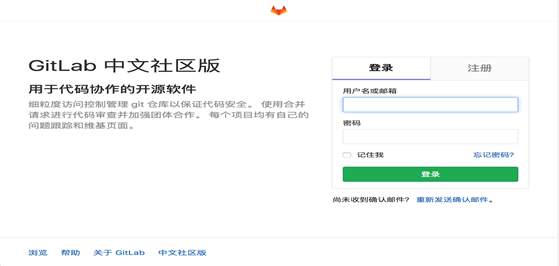 GitLab 中文社区版
用于代码协作的开源软件
细粒度访问控制管理 git 仓库以保证代码安全。 使用合并
请求进行代码审查并加强团体合作。 每个项目均有自己的
问题跟踪和维基页面。
登录
注册
用户名或邮箱
密码
记住我 忘记密码?
登录
尚未收到确认邮件? 重新发送确认邮件。
浏览 帮助 关于 GitLab 中文社区版